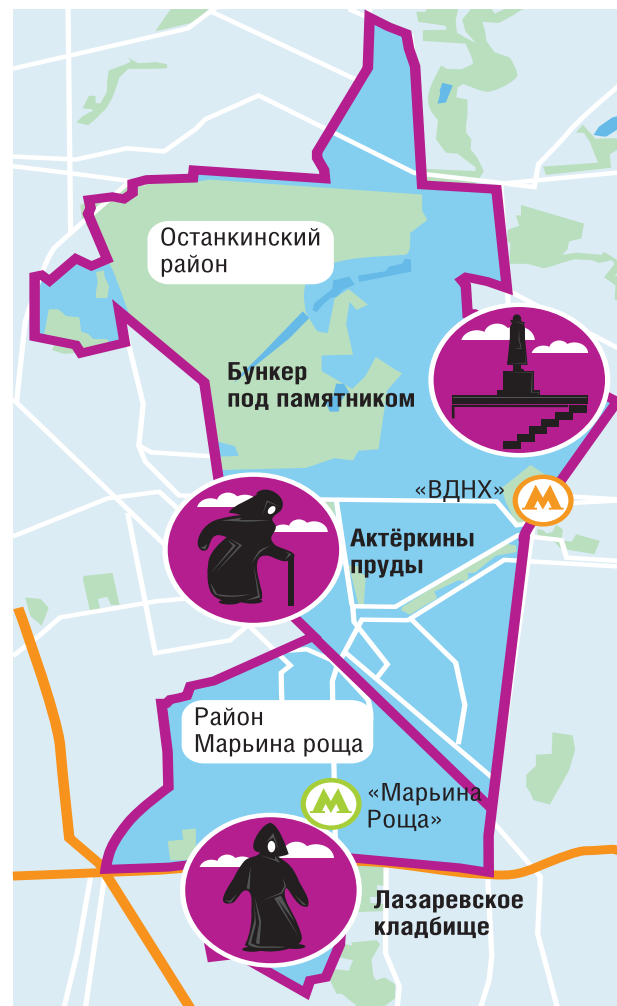 Останкинский
район
Бункер
под памятником
«ВДНХ»
Актёркины
пруды
Район
Марьина роща
«Марьина
Роща»
Лазаревское
кладбище